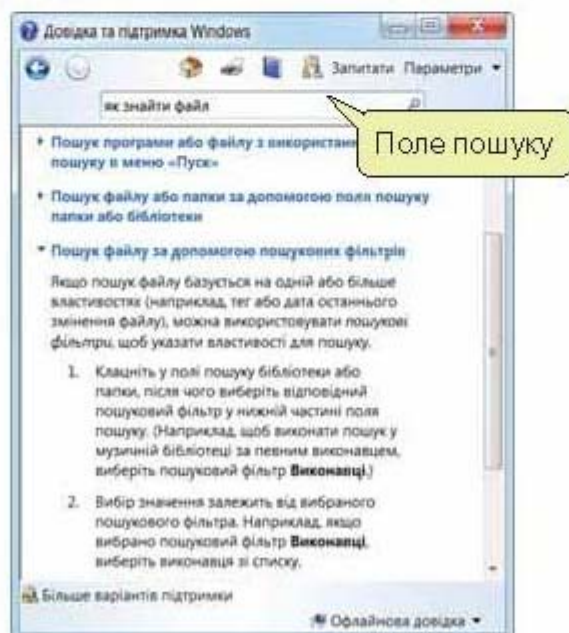 Довідка та підтримка Windows
Запитати Параметри
як знайти файл
Поле пошуку
Пошук програми або файлу з використан
пошуку в меню «Пуск»
Пошук файлу або папки за допомогою поля пошуку
папки або бібліотеки
Пошук файлу за допомогою пошукових фільтрів
Якщо пошук файлу базується на одній або більше
властивостях (наприклад, тег або дата останнього
змінення файлу), можна використовувати пошукові
фільтри, щоб указати властивості для пошуку.
1. Клацніть у полі пошуку бібліотеки або
папки, після чого виберіть відповідний
пошуковий фільтр у нижній частині поля
пошуку. (Наприклад, щоб виконати пошук у
музичній бібліотеці за певним виконавцем,
виберіть пошуковий фільтр Виконавці.)
2. Вибір значення залежить від вибраного
пошукового фільтра. Наприклад, якщо
вибрано пошуковий фільтр Виконавці,
виберіть виконавця зі списку.
Більше варіантів підтримки
Офлайнова довідка